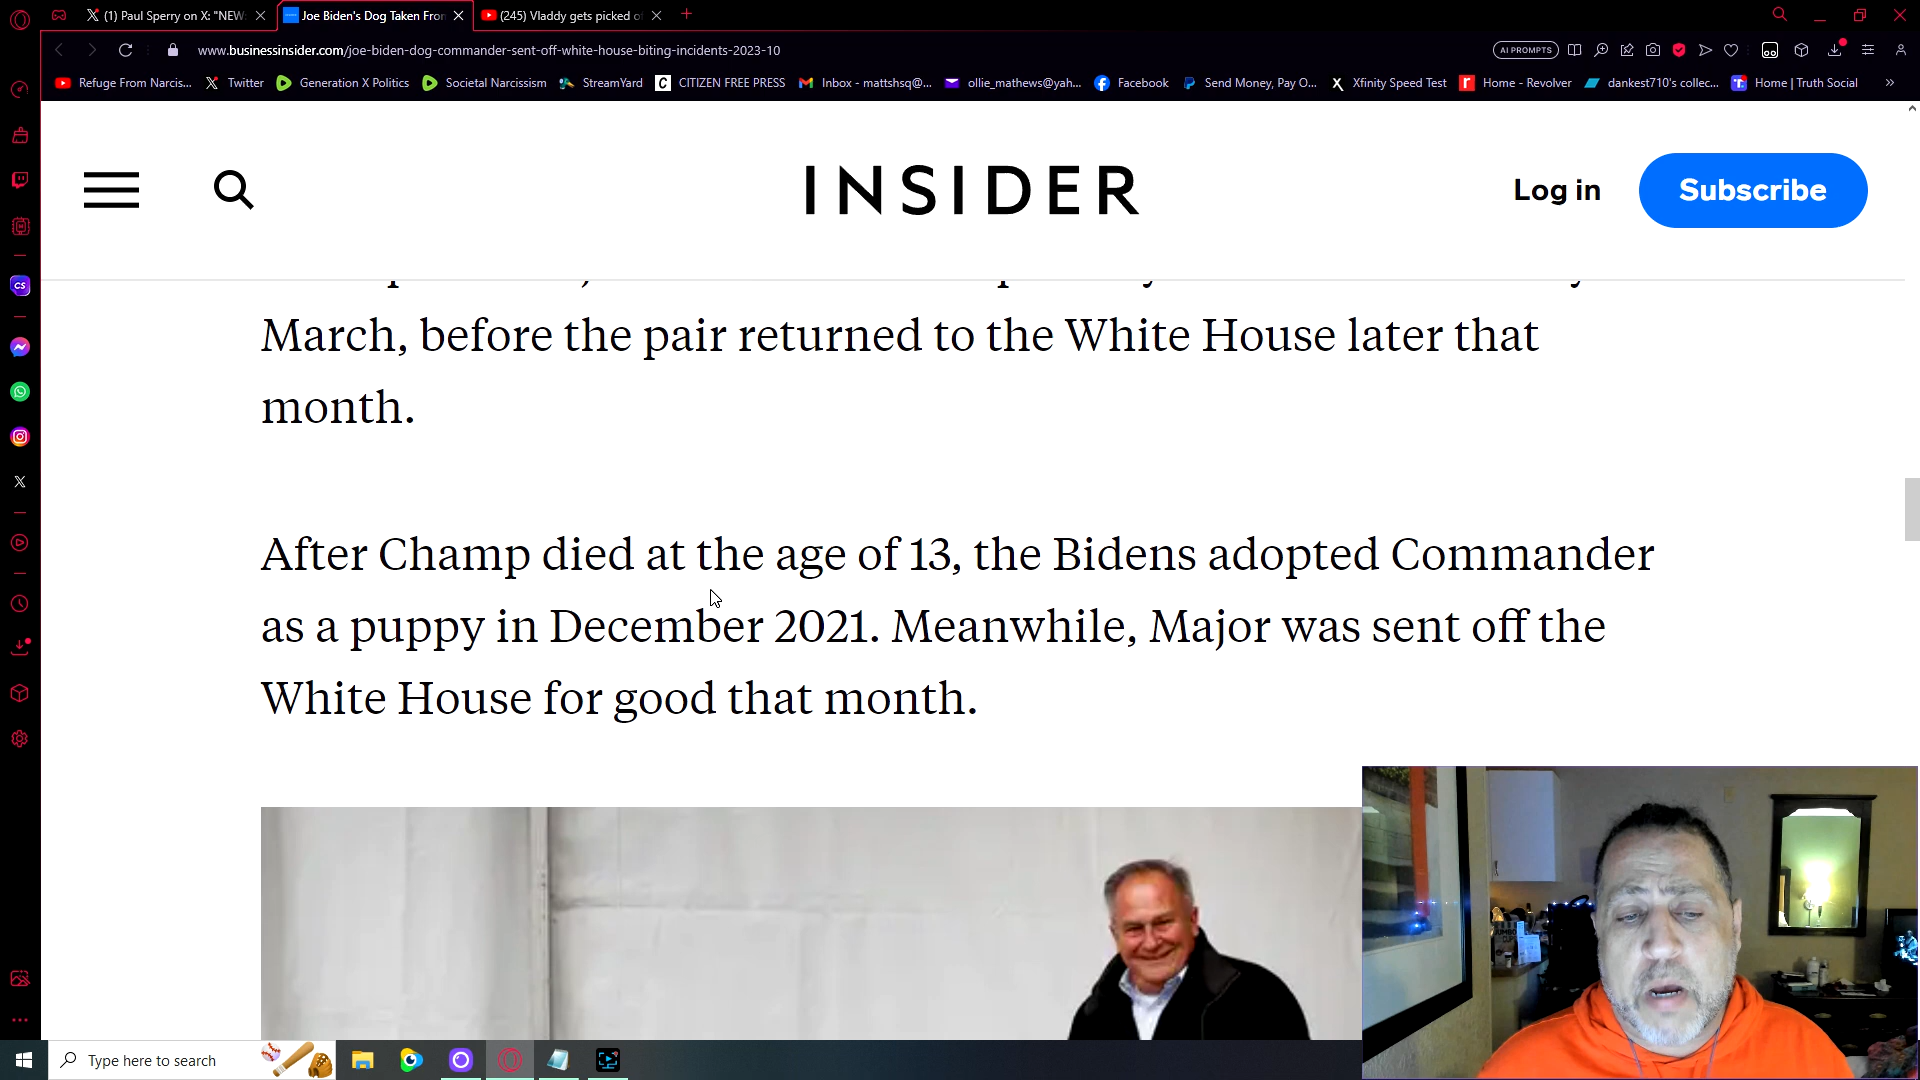 (1) Paul Sperry on X: "NEW
Joe Biden's Dog Taken Fron
(245) Vladdy gets picked o
www.businessinsider.com/joe-biden-dog-commander-sent-off-white-house-biting-incidents-2023-10
AI PROMPTS
Refuge From Narcis...
Twitter
Generation X Politics
Societal Narcissism
StreamYard
CITIZEN FREE PRESS
Inbox - mattshsq@...
ollie_mathews@yah...
Facebook
Send Money, Pay O...
Xfinity Speed Test
Home - Revolver
dankest710's collec...
Home | Truth Social
INSIDER
Log in
Subscribe
March, before the pair returned to the White House later that
month.
After Champ died at the age of 13, the Bidens adopted Commander
as a puppy in December 2021. Meanwhile, Major was sent off the
White House for good that month.
CS
Type here to search